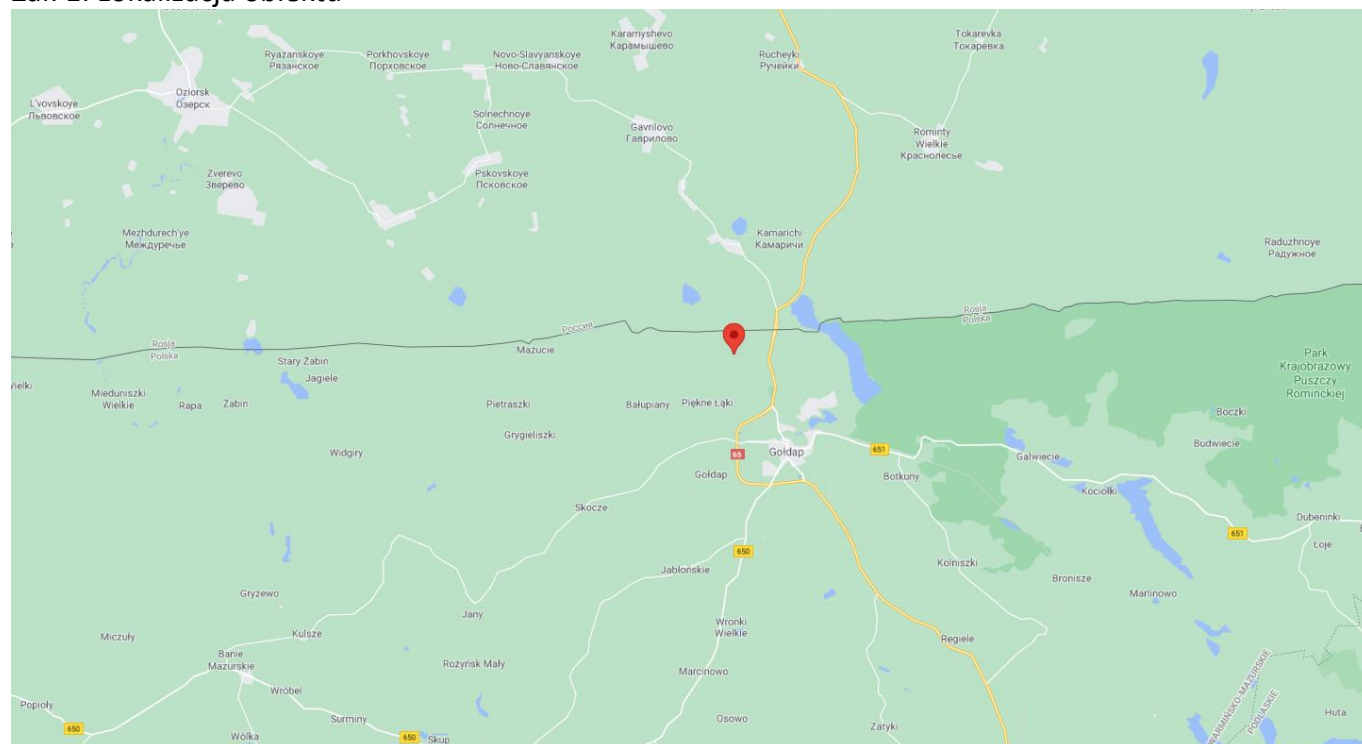 Karamyshevo
Карамышево
Tokarevka
Токаревка
Ryazanskoye
Рязанское
Porkhovskoye
Порховское
Novo-Slavyanskoye
Ново-Славянское
Rucheyki
Ручейки
Oziorsk
Озерск
L'vovskoye
Львовское
Solnechnoye
Солнечное
Gavrilovo
Гаврилово
Rominty
Wielkie
Краснолесье
Zverevo
Зверево
Pskovskoye
Псковское
Mezhdurech'ye
Междуречье
Kamarichi
Камаричи
Raduzhnoye
Радужное
Rosja
Polska
Россия
Rosja
Polska
Stary Żabin
Mazucie
Jagiele
Park
Krajobrazowy
Puszczy
Rominckiej
Mieduniszki
Wielkie
Rapa
Żabin
Pietraszki
Bałupiany
Piękne Łąki
Boczki
Grygieliszki
Budwiecie
Widgiry
65
Gołdap
651
Galwiecie
Gołdap
Botkuny
Kociołki
Skocze
Dubeninki
651
Łoje
650
Jabłońskie
Kolniszki
Bronisze
Marlinowo
Gryżewo
Jany
Wronki
Wielkie
Miczuły
Kulsze
Regiele
Banie
Mazurskie
Rożyńsk Mały
Marcinowo
Wróbel
WARMIŃSKO-MAZURSKIE
PODLASKIE
Popioły
Surminy
Osowo
Zatyki
Huta
650
Wólka
650
Skup